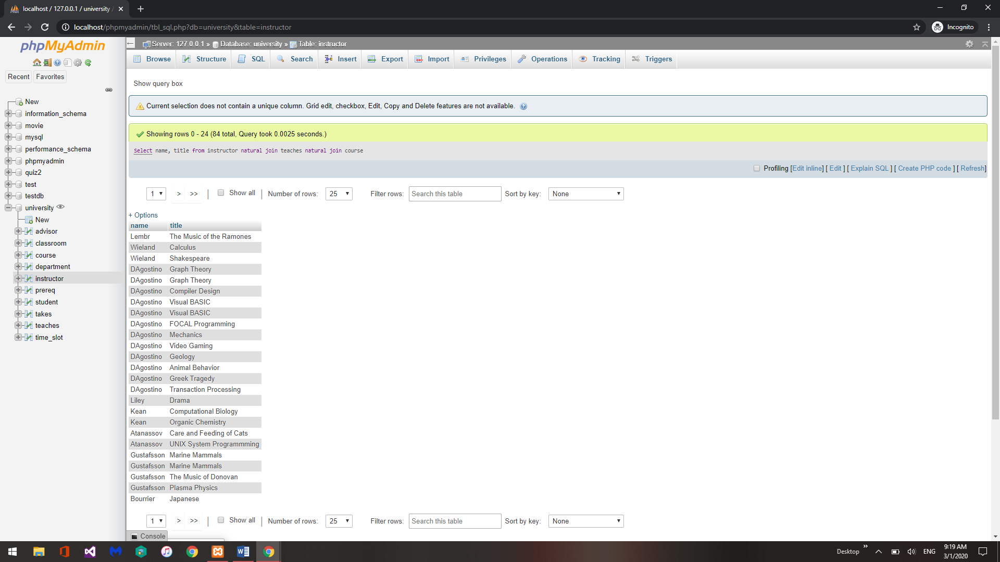 localhost / 127.0.0.1 / university /
localhost/phpmyadmin/tbl_sql.php?db=university&table=instructor
Incognito
phpMyAdmin
Recent Favorites
New
information_schema
movie
mysql
performance_schema
phpmyadmin
quiz2
test
testdb
university
New
advisor
classroom
course
department
instructor
prereq
student
takes
teaches
time_slot
Server: 127.0.0.1 » Database: university » Table: instructor
Browse Structure SQL Search Insert Export Import Privileges Operations Tracking Triggers
Show query box
Current selection does not contain a unique column. Grid edit, checkbox, Edit, Copy and Delete features are not available.
Showing rows 0 - 24 (84 total, Query took 0.0025 seconds.)
Select name, title from instructor natural join teaches natural join course
Profiling [Edit inline] [ Edit ] [ Explain SQL ] [ Create PHP code ] [ Refresh]
1 > >> | Show all | Number of rows: 25 Filter rows: Search this table Sort by key: None
+ Options
name title
Lembr The Music of the Ramones
Wieland Calculus
Wieland Shakespeare
DAgostino Graph Theory
DAgostino Graph Theory
DAgostino Compiler Design
DAgostino Visual BASIC
DAgostino Visual BASIC
DAgostino FOCAL Programming
DAgostino Mechanics
DAgostino Video Gaming
DAgostino Geology
DAgostino Animal Behavior
DAgostino Greek Tragedy
DAgostino Transaction Processing
Liley Drama
Kean Computational Biology
Kean Organic Chemistry
Atanassov Care and Feeding of Cats
Atanassov UNIX System Programmming
Gustafsson Marine Mammals
Gustafsson Marine Mammals
Gustafsson The Music of Donovan
Gustafsson Plasma Physics
Bourrier Japanese
1 > >> | Show all | Number of rows: 25 Filter rows: Search this table Sort by key: None
Console
Desktop » ENG 9:19 AM
3/1/2020